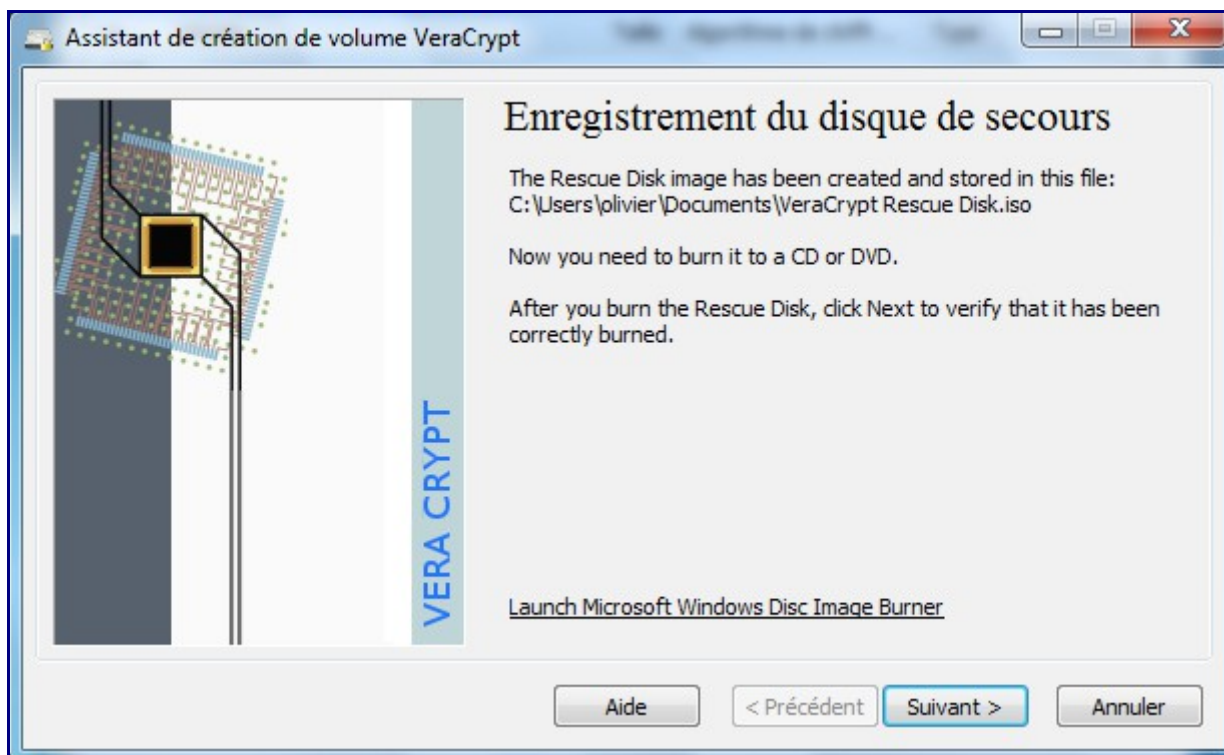 Assistant de création de volume VeraCrypt
Enregistrement du disque de secours
The Rescue Disk image has been created and stored in this file:
C:\Users\olivier\Documents\VeraCrypt Rescue Disk.iso
Now you need to burn it to a CD or DVD.
After you burn the Rescue Disk, click Next to verify that it has been
correctly burned.
VERA CRYPT
Launch Microsoft Windows Disc Image Burner
Aide
< Précédent
Suivant >
Annuler